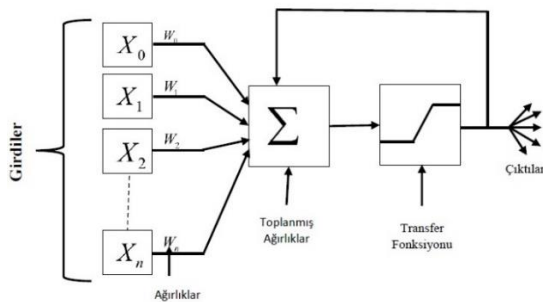 Girdiler
X0
W0
X1
W1
X2
W2
Xn
Wn
Ağırlıklar
Σ
Toplanmış
Ağırlıklar
Transfer
Fonksiyonu
Çıktılar